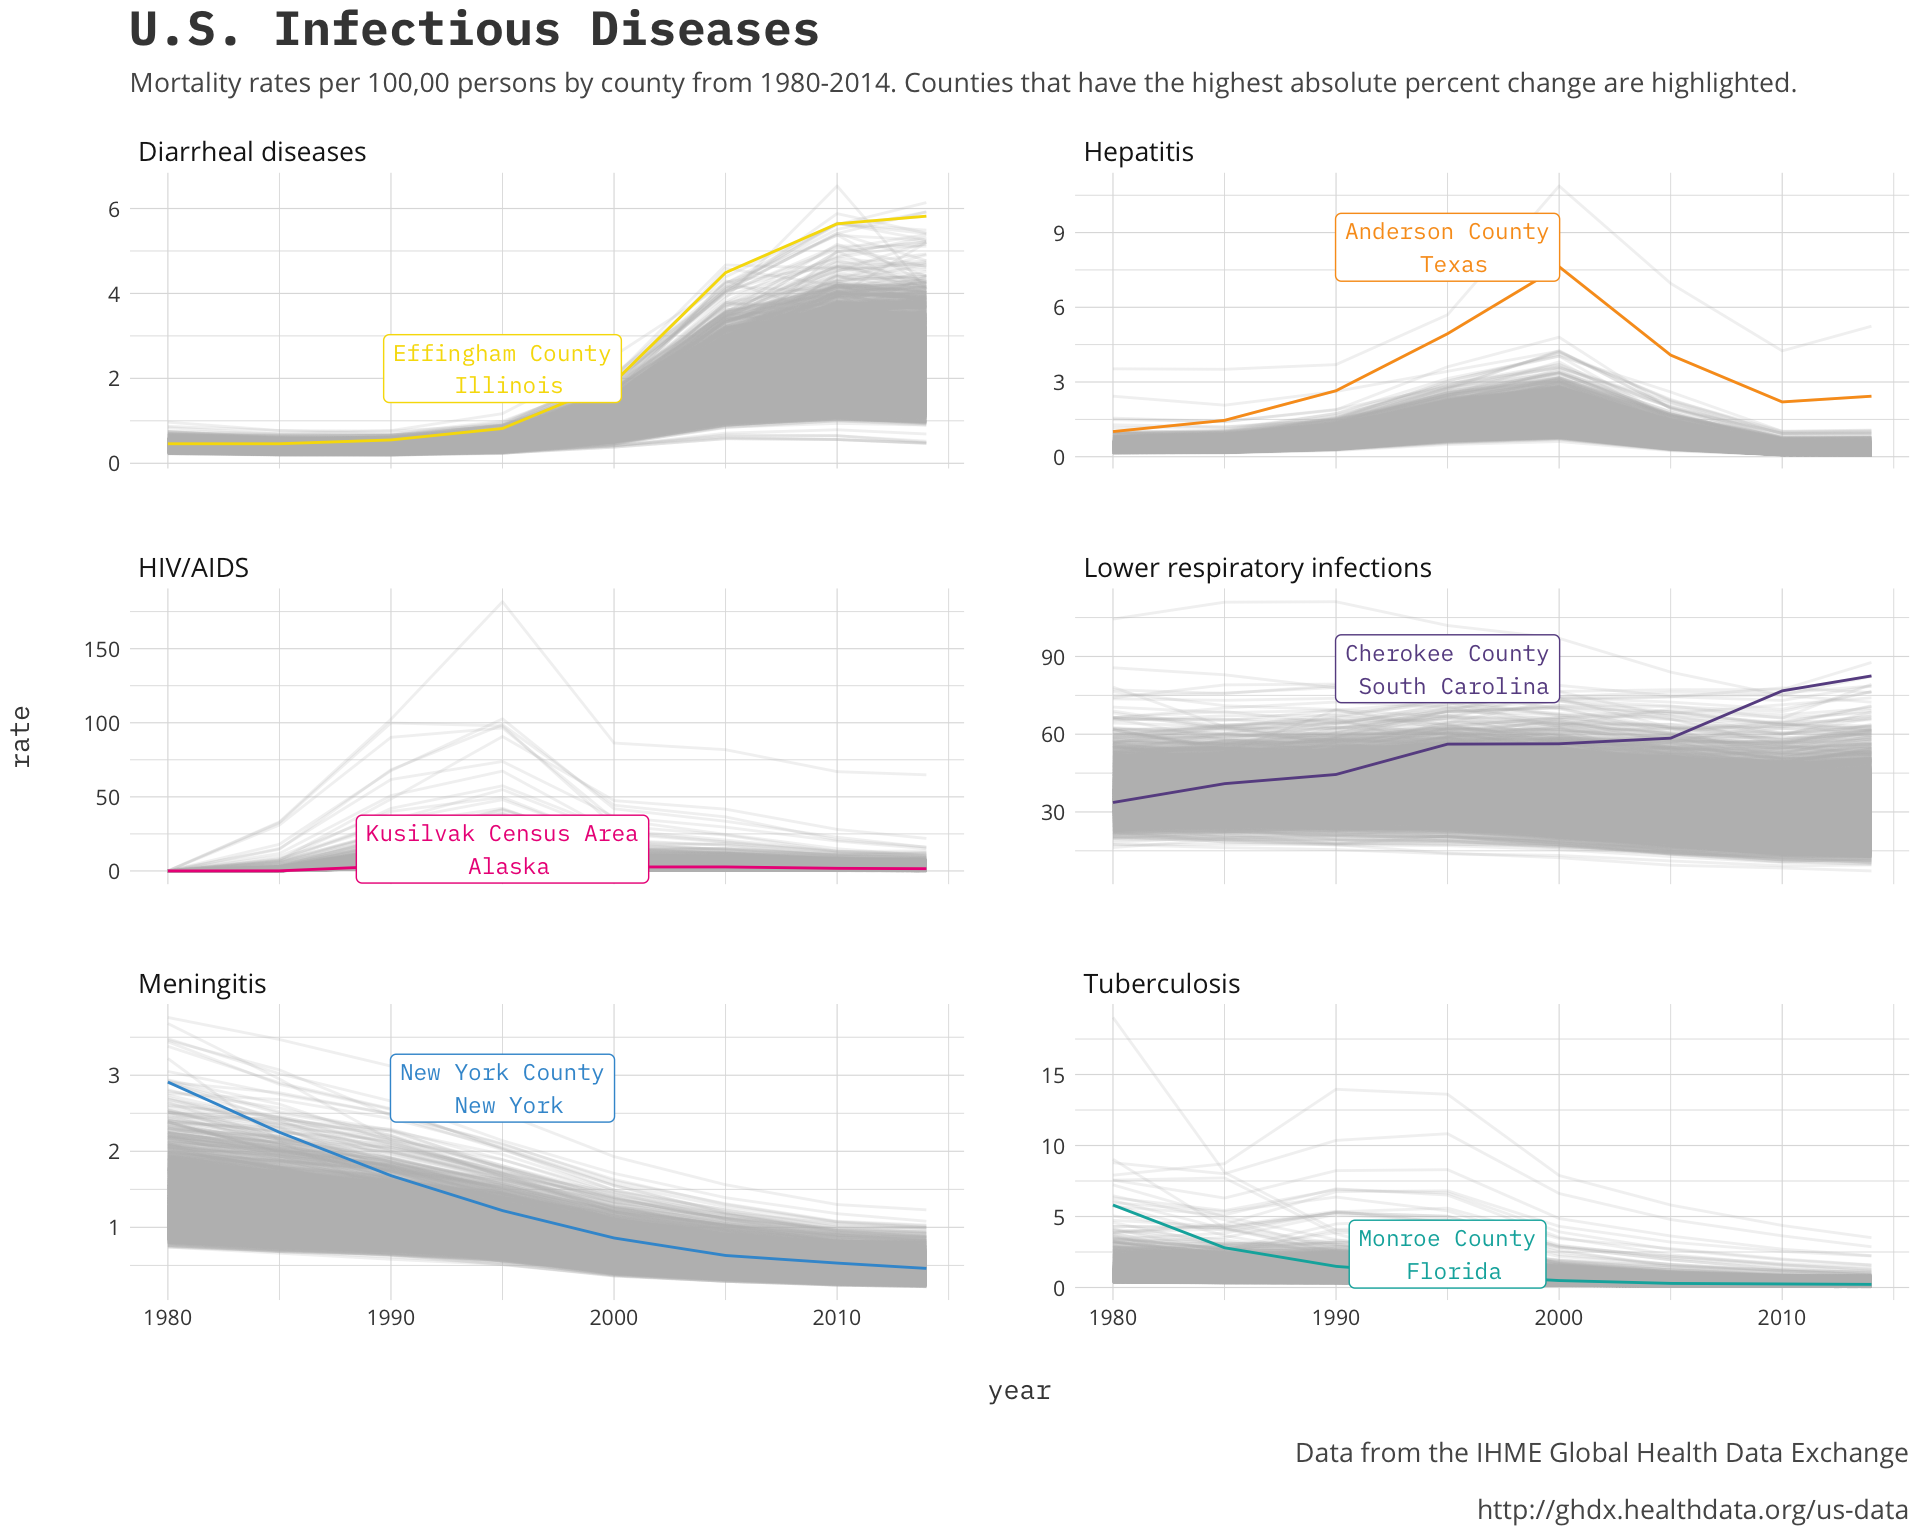 U.S. Infectious Diseases
Mortality rates per 100,00 persons by county from 1980-2014. Counties that have the highest absolute percent change are highlighted.
Diarrheal diseases
6
4
2
0
Effingham County
Illinois
Hepatitis
9
6
3
0
Anderson County
Texas
rate
HIV/AIDS
150
100
50
0
Kusilvak Census Area
Alaska
Lower respiratory infections
90
60
30
Cherokee County
South Carolina
Meningitis
3
2
1
New York County
New York
1980 1990 2000 2010
Tuberculosis
15
10
5
0
Monroe County
Florida
1980 1990 2000 2010
year
Data from the IHME Global Health Data Exchange
http://ghdx.healthdata.org/us-data